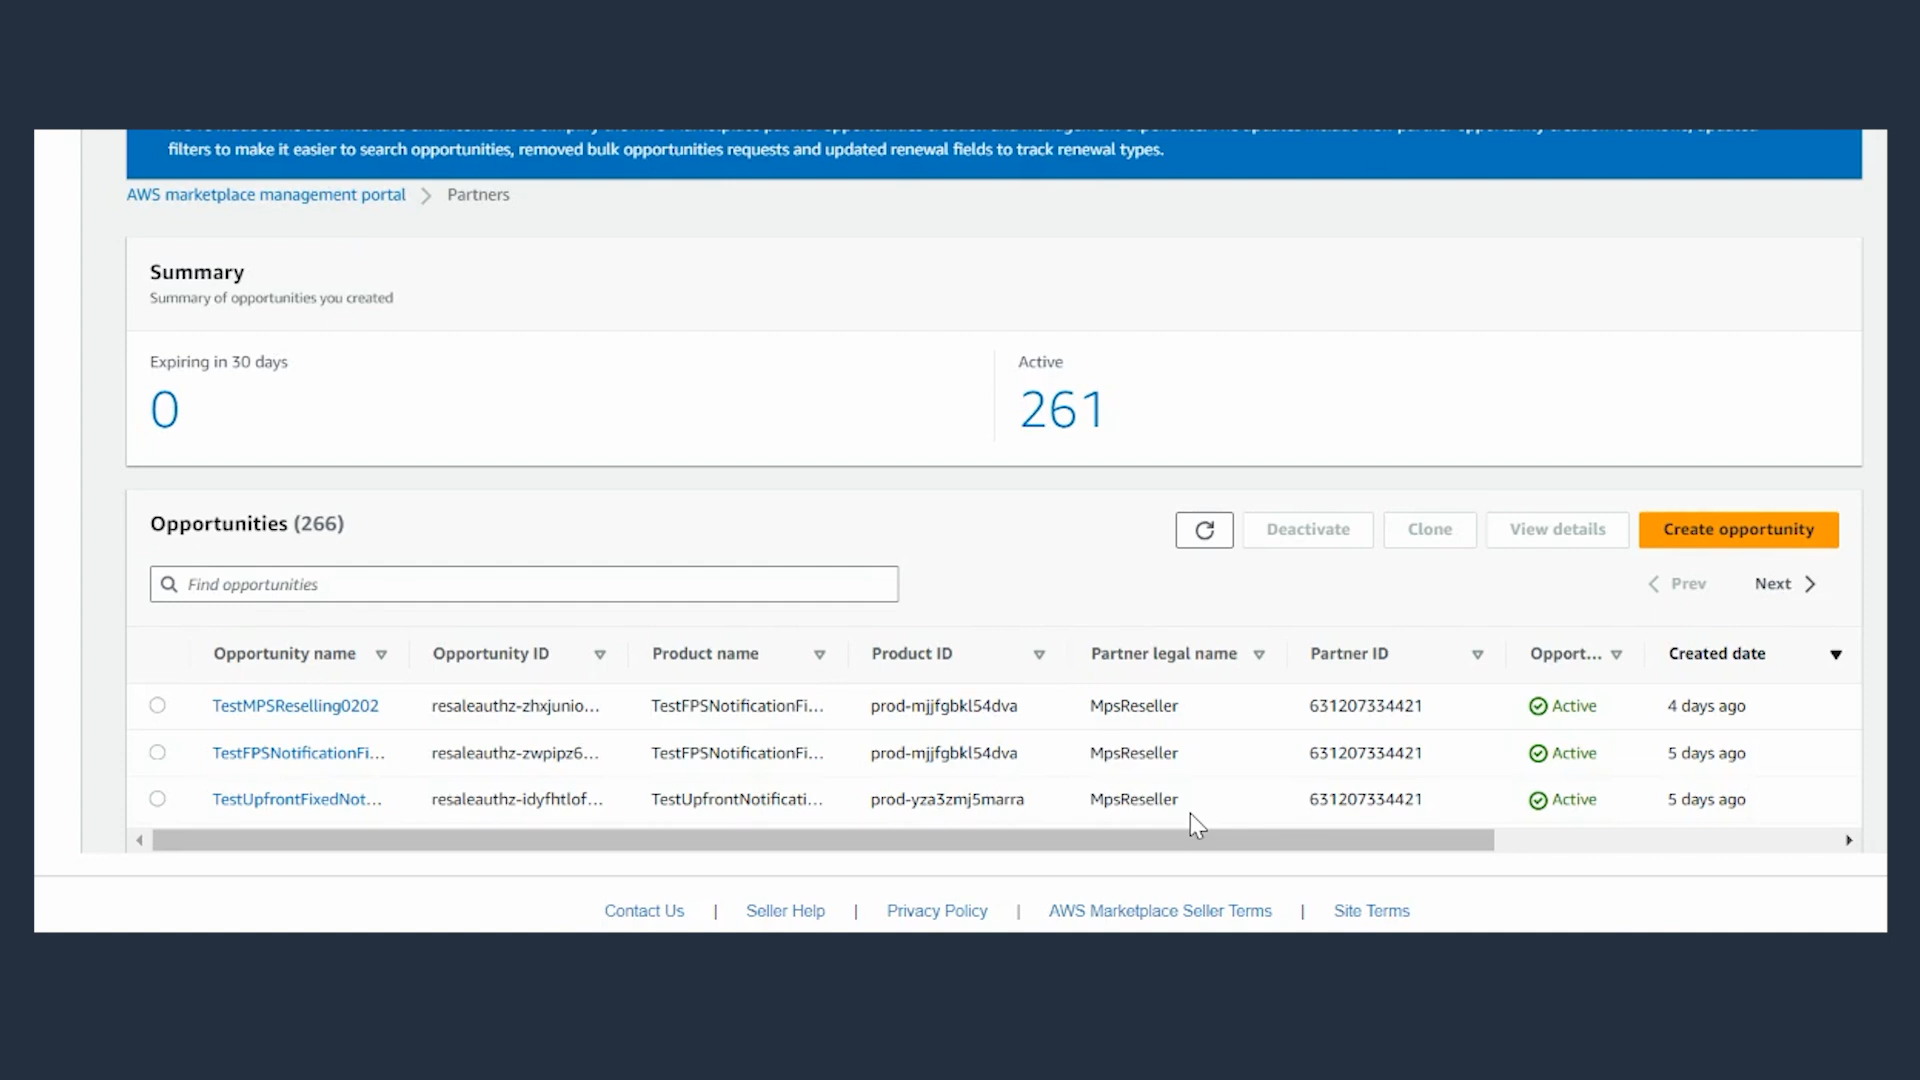 filters to make it easier to search opportunities, removed bulk opportunities requests and updated renewal fields to track renewal types.
AWS marketplace management portal > Partners
Summary
Summary of opportunities you created
Expiring in 30 days Active
0 261
Opportunities (266) Deactivate Clone View details Create opportunity
Find opportunities Prev Next
Opportunity name Opportunity ID Product name Product ID Partner legal name Partner ID Opport... Created date
TestMPSReselling0202 resaleauthz-zhxjunio... TestFPSNotificationFi... prod-mjjfgbkl54dva MpsReseller 631207334421 Active 4 days ago
TestFPSNotificationFi... resaleauthz-zwpipz6... TestFPSNotificationFi... prod-mjjfgbkl54dva MpsReseller 631207334421 Active 5 days ago
TestUpfrontFixedNot... resaleauthz-idyfhtlof... TestUpfrontNotificati... prod-yza3zmj5marra MpsReseller 631207334421 Active 5 days ago
Contact Us | Seller Help | Privacy Policy | AWS Marketplace Seller Terms | Site Terms